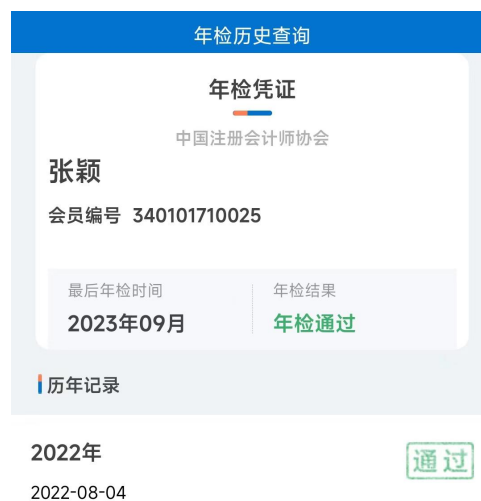 年检历史查询
年检凭证
中国注册会计师协会
张颖
会员编号 340101710025
最后年检时间 年检结果
2023年09月 年检通过
历年记录
2022年 通过
2022-08-04